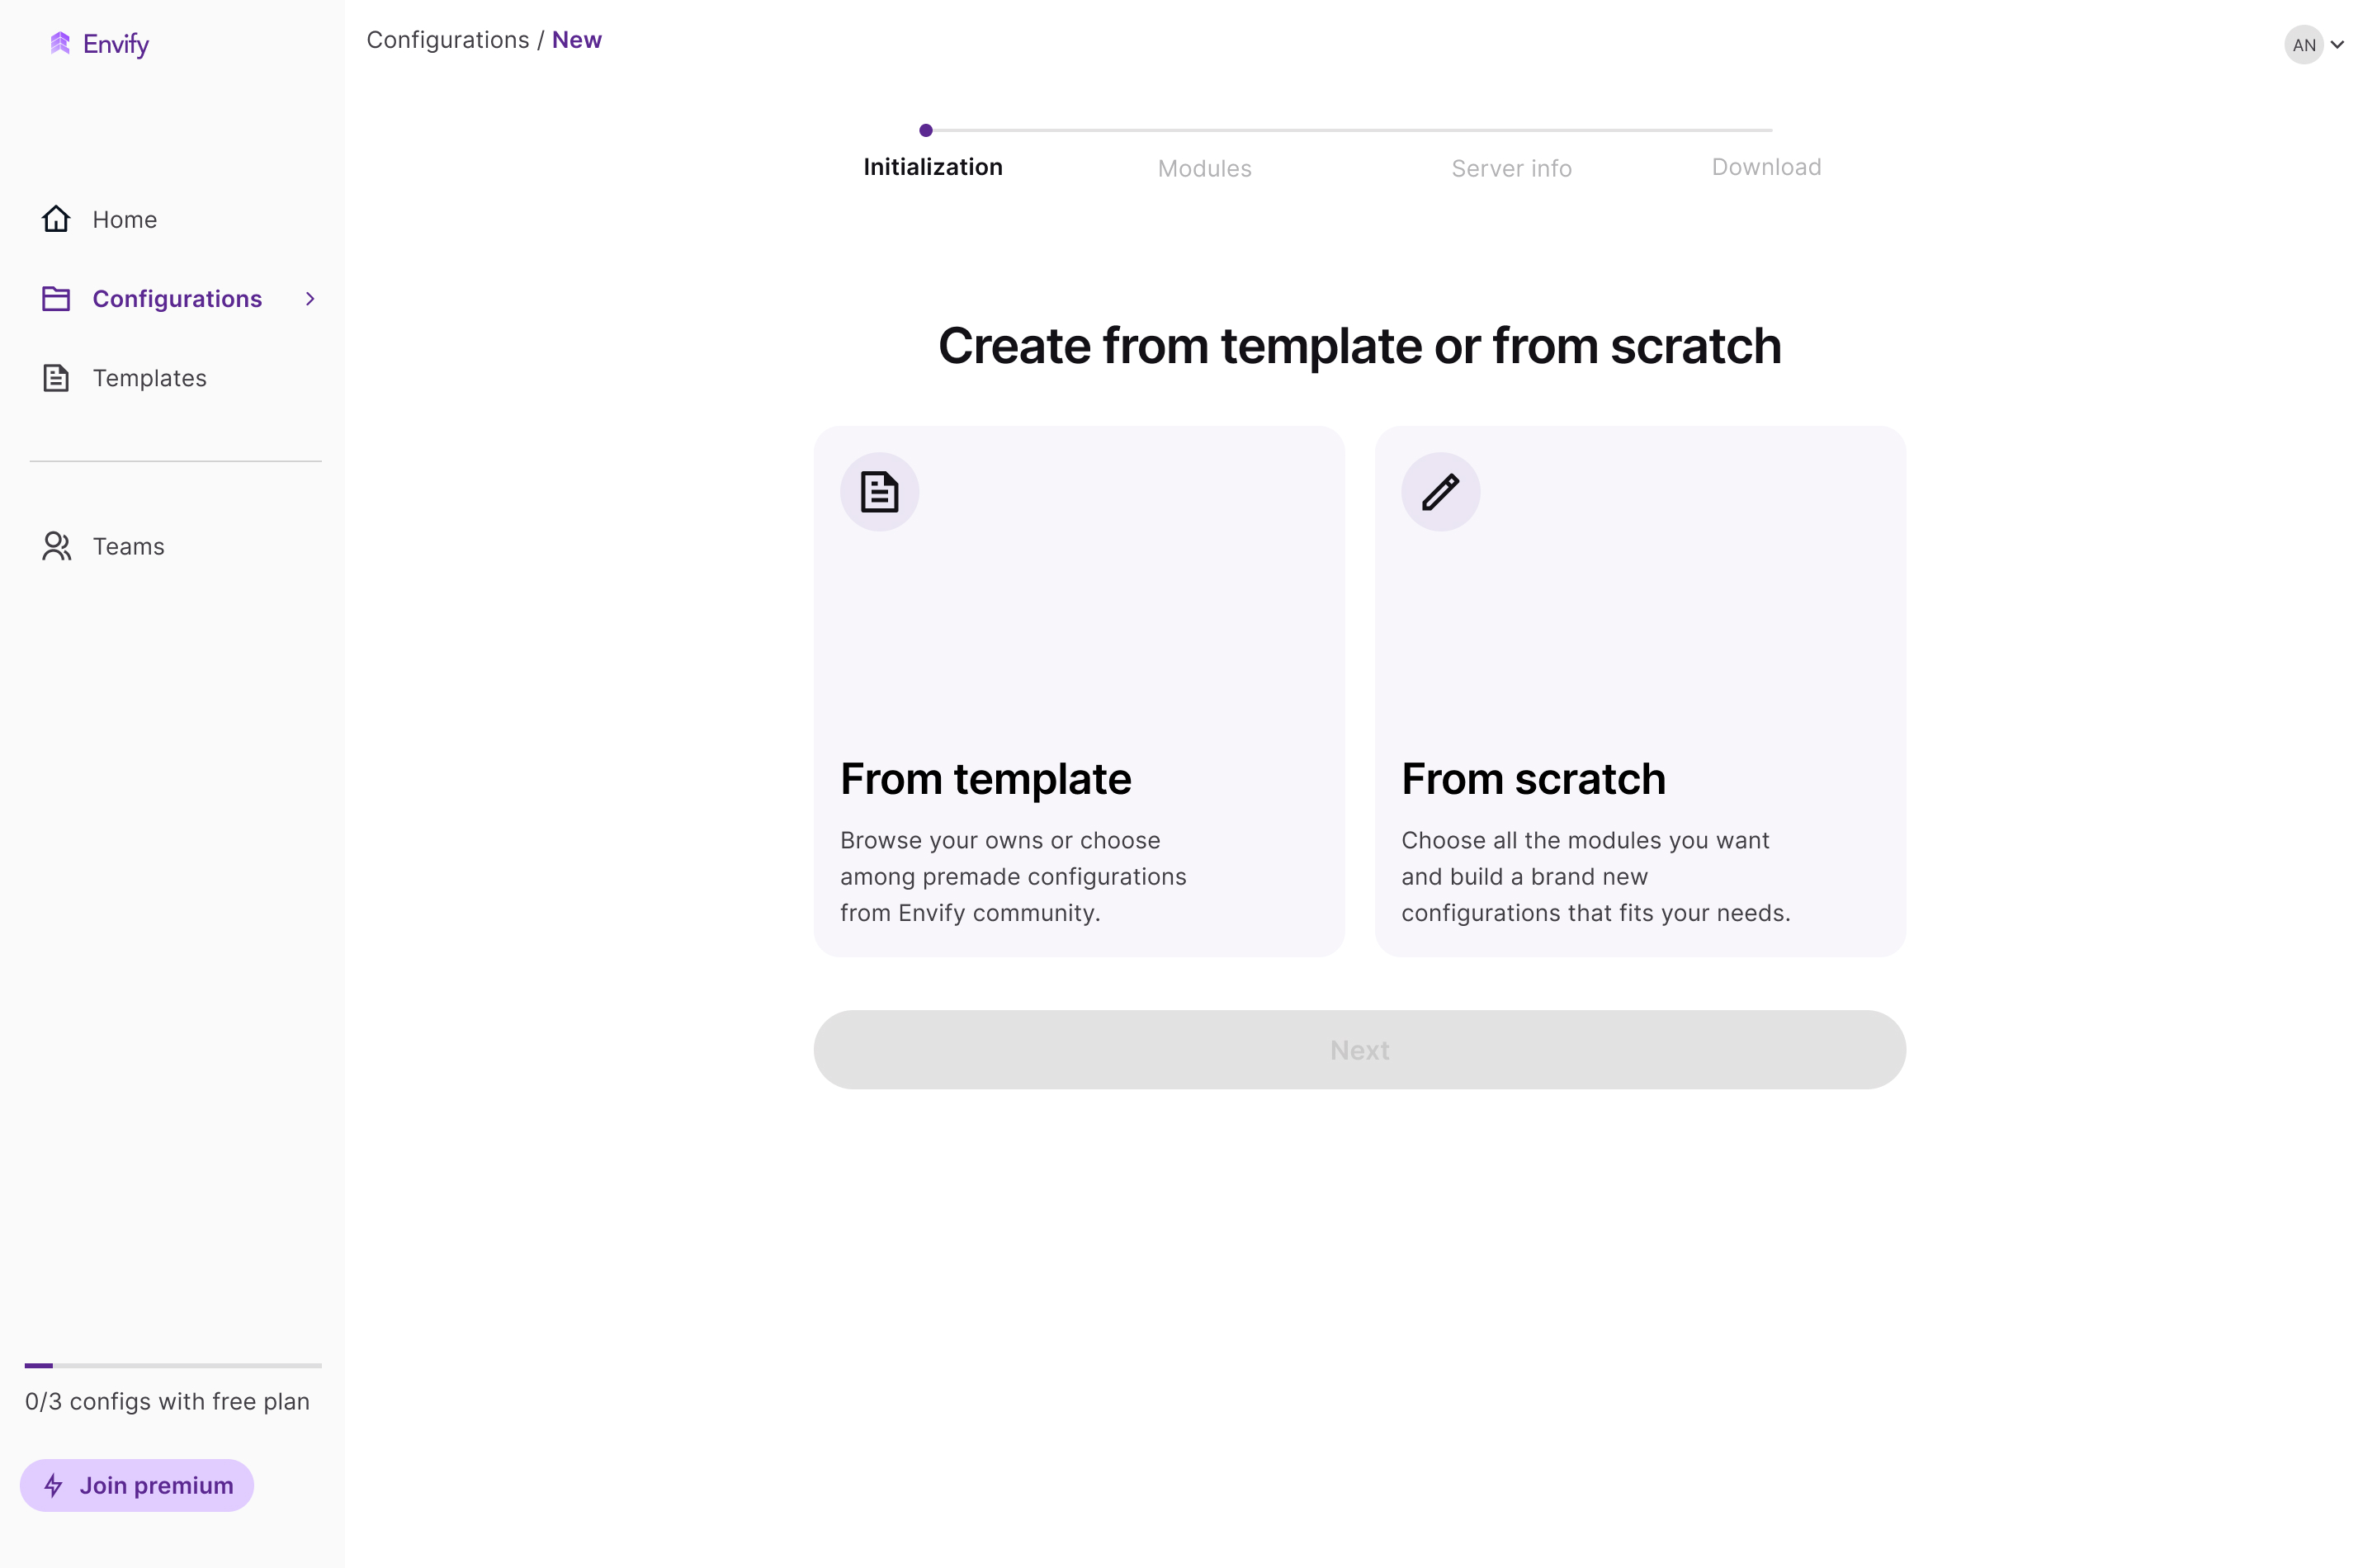 Envify
Configurations / New
AN
Initialization
Modules
Server info
Download
Home
Configurations
Templates
Teams
Create from template or from scratch
From template
Browse your owns or choose
among premade configurations
from Envify community.
From scratch
Choose all the modules you want
and build a brand new
configurations that fits your needs.
Next
0/3 configs with free plan
Join premium